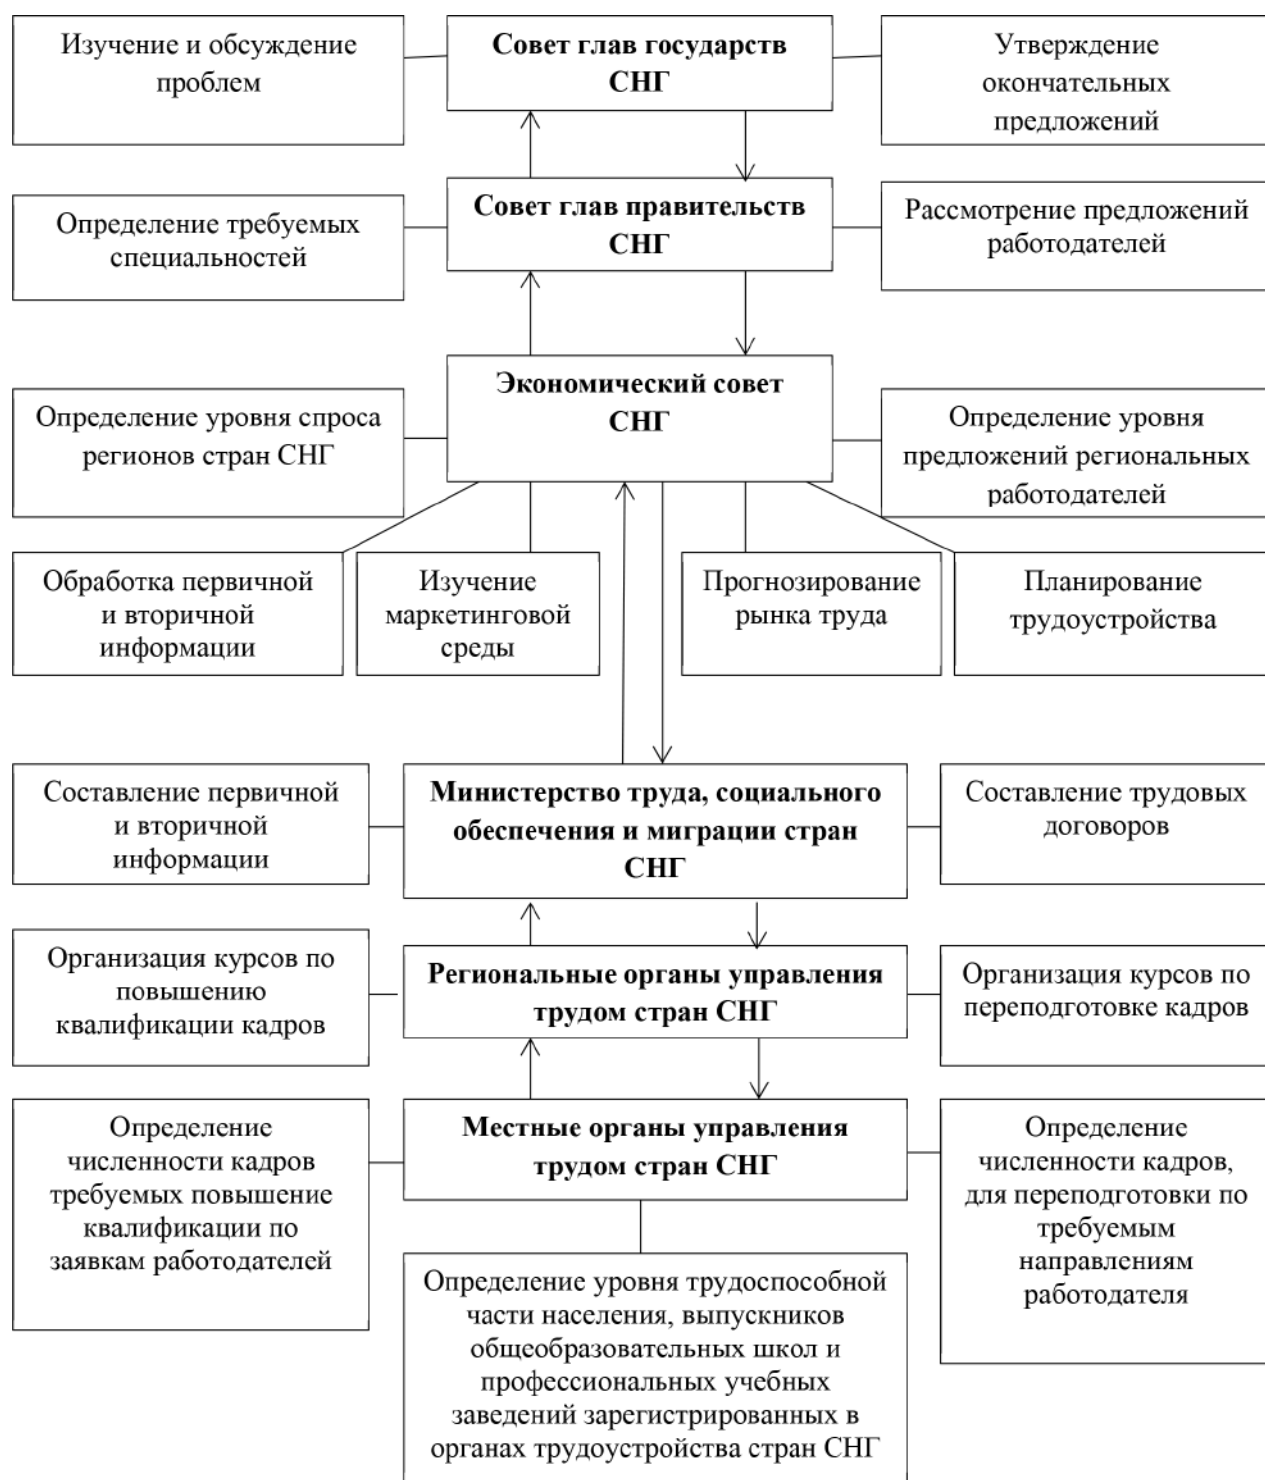 Изучение и обсуждение
проблем
Совет глав государств
СНГ
Утверждение
окончательных
предложений
Определение требуемых
специальностей
Совет глав правительств
СНГ
Рассмотрение предложений
работодателей
Определение уровня спроса
регионов стран СНГ
Экономический совет
СНГ
Определение уровня
предложений региональных
работодателей
Обработка первичной
и вторичной
информации
Изучение
маркетинговой
среды
Прогнозирование
рынка труда
Планирование
трудоустройства
Составление первичной
и вторичной
информации
Министерство труда, социального
обеспечения и миграции стран
СНГ
Составление трудовых
договоров
Организация курсов по
повышению
квалификации кадров
Региональные органы управления
трудом стран СНГ
Организация курсов по
переподготовке кадров
Определение
численности кадров
требуемых повышение
квалификации по
заявкам работодателей
Местные органы управления
трудом стран СНГ
Определение
численности кадров,
для переподготовки по
требуемым
направлениям
работодателя
Определение уровня трудоспособной
части населения, выпускников
общеобразовательных школ и
профессиональных учебных
заведений зарегистрированных в
органах трудоустройства стран СНГ